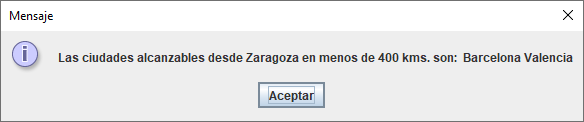 Mensaje
Las ciudades alcanzables desde Zaragoza en menos de 400 kms. son:  Barcelona Valencia
Aceptar